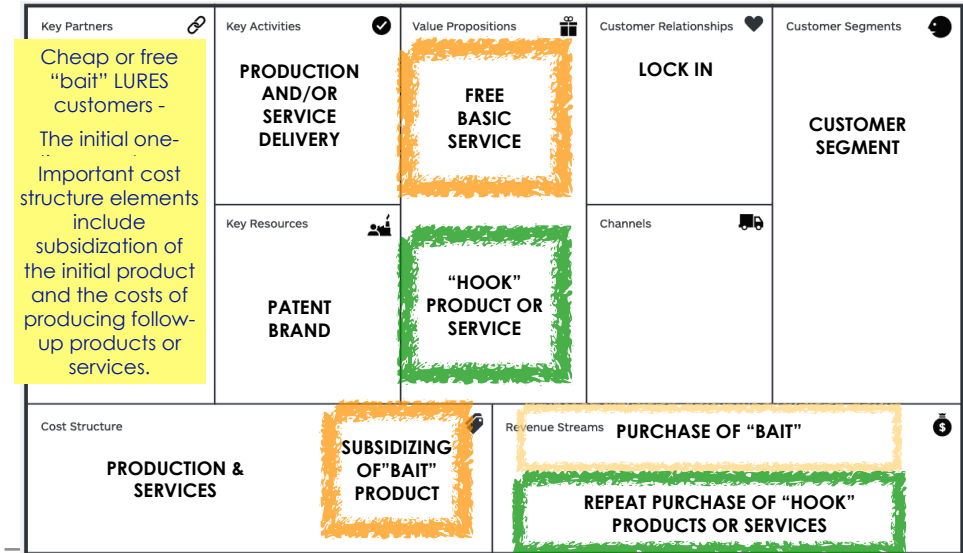 Key Partners
Cheap or free
“bait” LURES
customers -
The initial one-
Important cost
structure elements
include
subsidization of
the initial product
and the costs of
producing follow-
up products or
services.
Key Activities
PRODUCTION
AND/OR
SERVICE
DELIVERY
Key Resources
PATENT
BRAND
Value Propositions
FREE
BASIC
SERVICE
“HOOK”
PRODUCT OR
SERVICE
Customer Relationships
LOCK IN
Channels
Customer Segments
CUSTOMER
SEGMENT
Cost Structure
PRODUCTION &
SERVICES
SUBSIDIZING
OF”BAIT”
PRODUCT
Revenue Streams
PURCHASE OF “BAIT”
REPEAT PURCHASE OF “HOOK”
PRODUCTS OR SERVICES
$